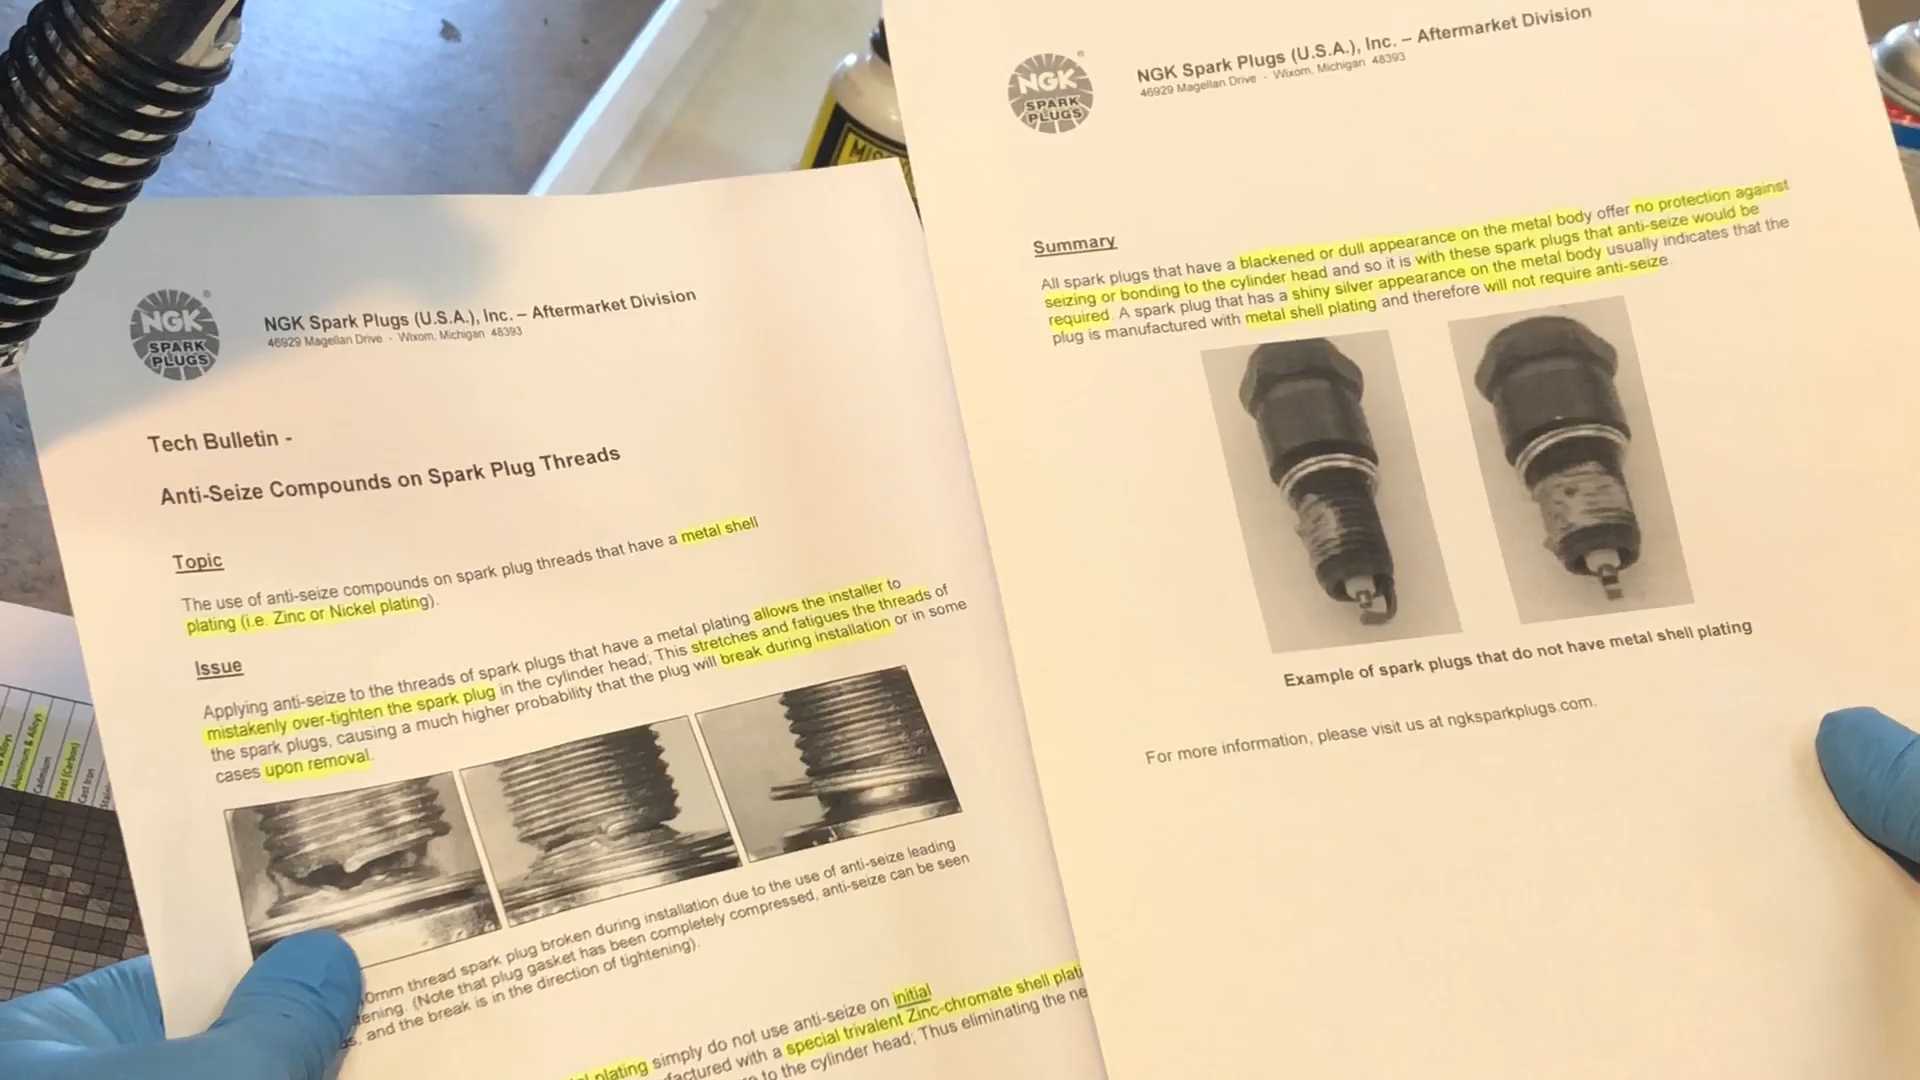 NGK
SPARK
PLUGS
®
NGK Spark Plugs (U.S.A.), Inc. – Aftermarket Division
46929 Magellan Drive - Wixom, Michigan 48393
Tech Bulletin -
Anti-Seize Compounds on Spark Plug Threads
Topic
The use of anti-seize compounds on spark plug threads that have a metal shell
plating (i.e. Zinc or Nickel plating).
Issue
Applying anti-seize to the threads of spark plugs that have a metal plating allows the installer to
mistakenly over-tighten the spark plug in the cylinder head; This stretches and fatigues the threads of
the spark plugs, causing a much higher probability that the plug will break during installation or in some
cases upon removal.
0mm thread spark plug broken during installation due to the use of anti-seize leading
tening. (Note that plug gasket has been completely compressed, anti-seize can be seen
and the break is in the direction of tightening).
plating simply do not use anti-seize on initial
factured with a special trivalent Zinc-chromate shell plati
to the cylinder head; Thus eliminating the ne
NGK
SPARK
PLUGS
®
NGK Spark Plugs (U.S.A.), Inc. – Aftermarket Division
46929 Magellan Drive - Wixom, Michigan 48393
Summary
All spark plugs that have a blackened or dull appearance on the metal body offer no protection against
seizing or bonding to the cylinder head and so it is with these spark plugs that anti-seize would be
required. A spark plug that has a shiny silver appearance on the metal body usually indicates that the
plug is manufactured with metal shell plating and therefore will not require anti-seize.
Example of spark plugs that do not have metal shell plating
For more information, please visit us at ngksparkplugs.com.
Aluminum & Alloys
Cadmium
Steel (Carbon)
Cast Iron